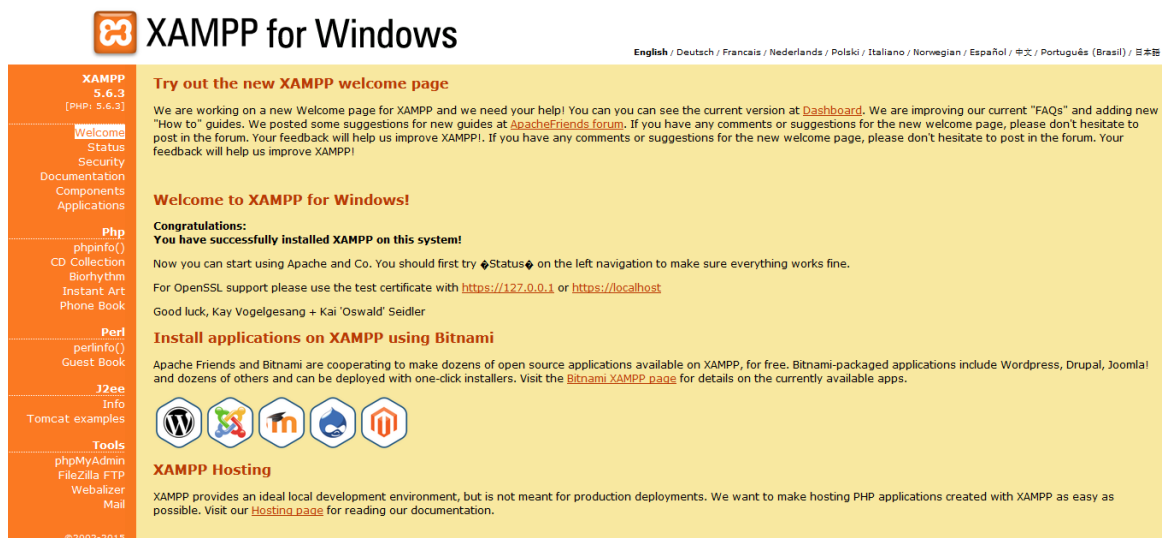 XAMPP for Windows
English / Deutsch / Francais / Nederlands / Polski / Italiano / Norwegian / Español / 中文 / Português (Brasil) / 日本語
XAMPP
5.6.3
[PHP: 5.6.3]
Welcome
Status
Security
Documentation
Components
Applications
Php
phpinfo()
CD Collection
Biorhythm
Instant Art
Phone Book
Perl
perlinfo()
Guest Book
J2ee
Info
Tomcat examples
Tools
phpMyAdmin
FileZilla FTP
Webalizer
Mail
©2002-2015
Try out the new XAMPP welcome page
We are working on a new Welcome page for XAMPP and we need your help! You can you can see the current version at Dashboard. We are improving our current "FAQs" and adding new
"How to" guides. We posted some suggestions for new guides at ApacheFriends forum. If you have any comments or suggestions for the new welcome page, please don't hesitate to
post in the forum. Your feedback will help us improve XAMPP!. If you have any comments or suggestions for the new welcome page, please don't hesitate to post in the forum. Your
feedback will help us improve XAMPP!
Welcome to XAMPP for Windows!
Congratulations:
You have successfully installed XAMPP on this system!
Now you can start using Apache and Co. You should first try �Status� on the left navigation to make sure everything works fine.
For OpenSSL support please use the test certificate with https://127.0.0.1 or https://localhost
Good luck, Kay Vogelgesang + Kai 'Oswald' Seidler
Install applications on XAMPP using Bitnami
Apache Friends and Bitnami are cooperating to make dozens of open source applications available on XAMPP, for free. Bitnami-packaged applications include Wordpress, Drupal, Joomla!
and dozens of others and can be deployed with one-click installers. Visit the Bitnami XAMPP page for details on the currently available apps.
XAMPP Hosting
XAMPP provides an ideal local development environment, but is not meant for production deployments. We want to make hosting PHP applications created with XAMPP as easy as
possible. Visit our Hosting page for reading our documentation.